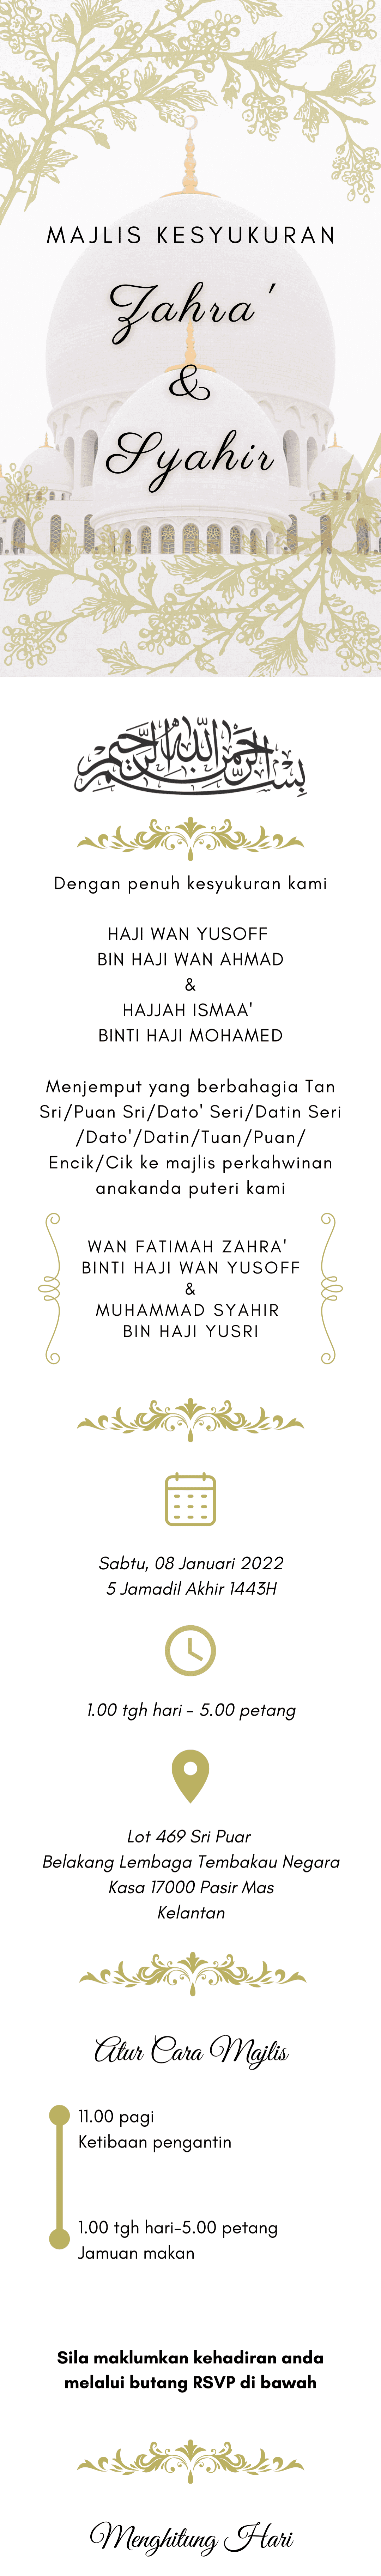 MAJLIS KESYUKURAN
Zahra'
&
Syahir
بسم الله الرحمن الرحيم
Dengan penuh kesyukuran kami
HAJI WAN YUSOFF
BIN HAJI WAN AHMAD
&
HAJJAH ISMAA'
BINTI HAJI MOHAMED
Menjemput yang berbahagia Tan
Sri/Puan Sri/Dato' Seri/Datin Seri
/Dato'/Datin/Tuan/Puan/
Encik/Cik ke majlis perkahwinan
anakanda puteri kami
WAN FATIMAH ZAHRA'
BINTI HAJI WAN YUSOFF
&
MUHAMMAD SYAHIR
BIN HAJI YUSRI
Sabtu, 08 Januari 2022
5 Jamadil Akhir 1443H
1.00 tgh hari - 5.00 petang
Lot 469 Sri Puar
Belakang Lembaga Tembakau Negara
Kasa 17000 Pasir Mas
Kelantan
Atur Cara Majlis
11.00 pagi
Ketibaan pengantin
1.00 tgh hari-5.00 petang
Jamuan makan
Sila maklumkan kehadiran anda
melalui butang RSVP di bawah
Menghitung Hari